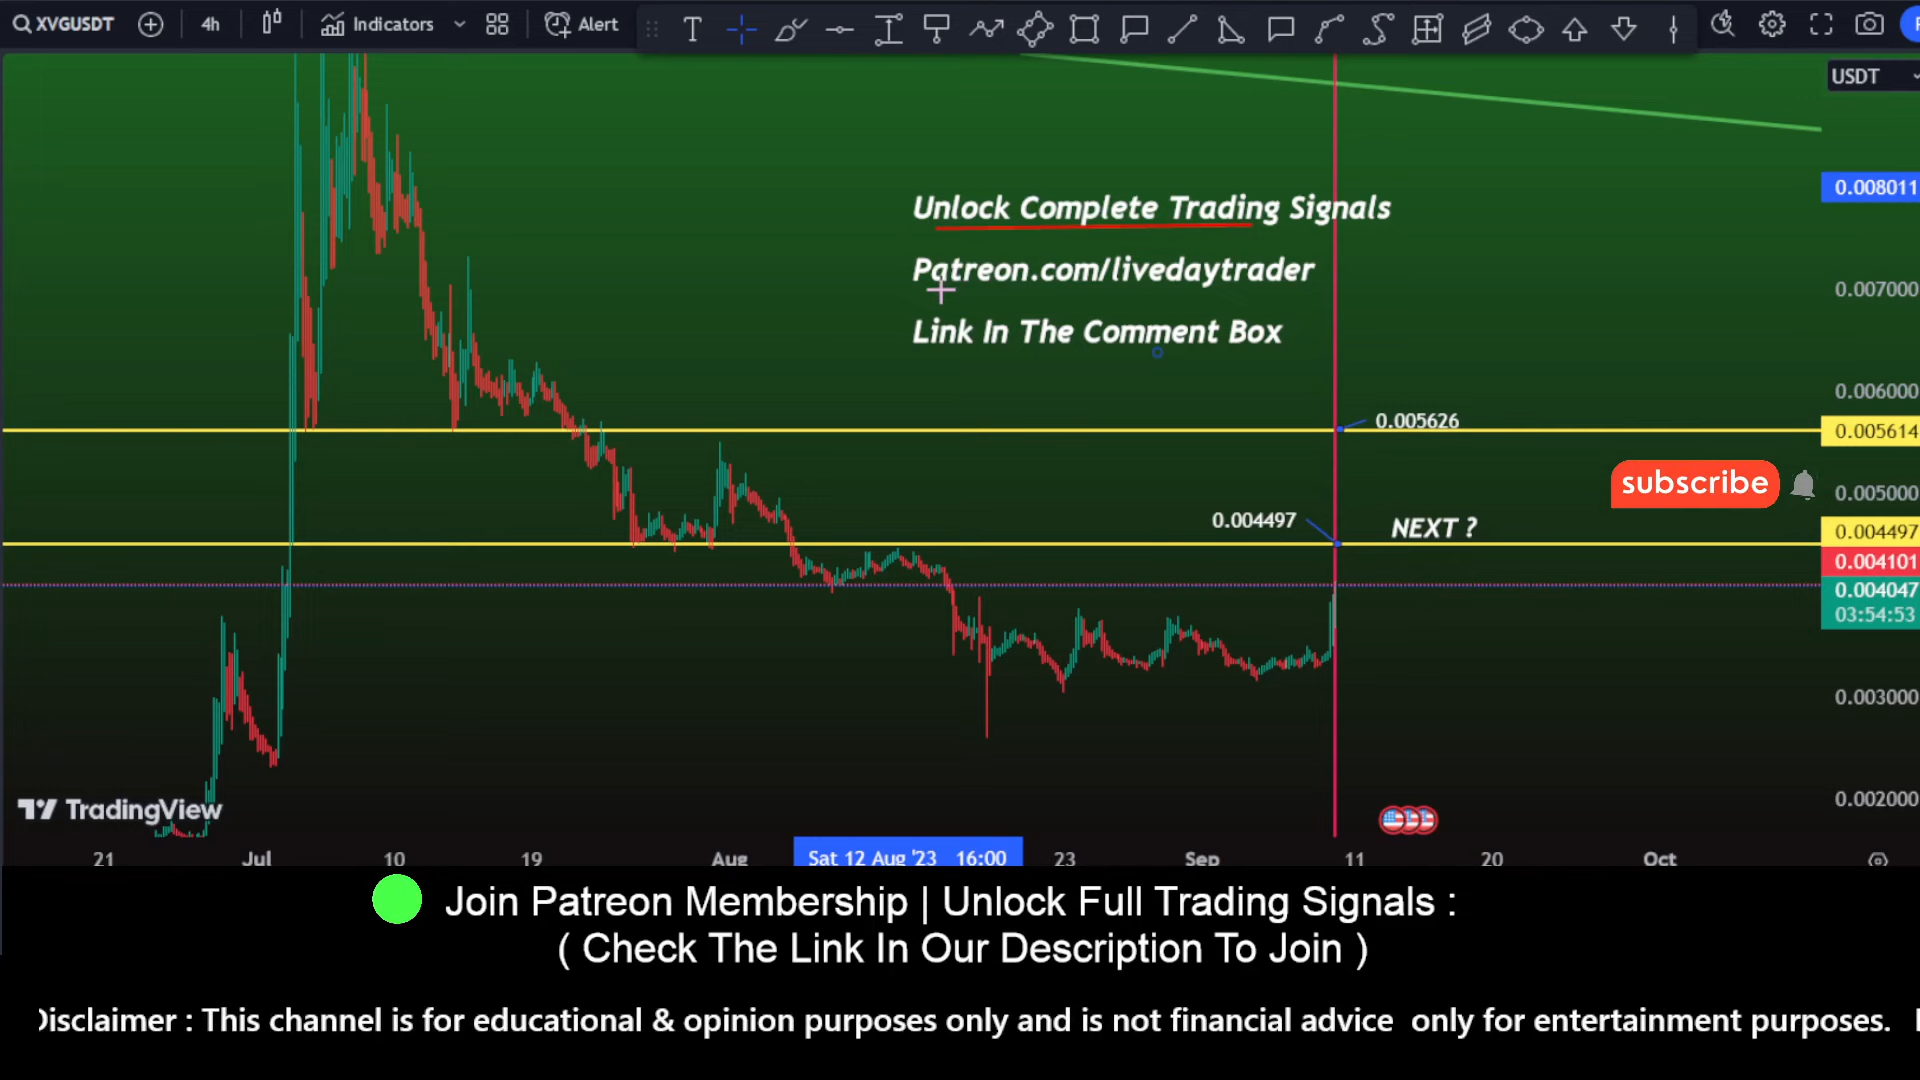 XVGUSDT 4h Indicators Alert
USDT
0.008011
Unlock Complete Trading Signals
Patreon.com/livedaytrader
0.007000
Link In The Comment Box
0.006000
0.005626
0.005614
subscribe
0.005000
0.004497 NEXT ?
0.004497
0.004101
0.004047
03:54:53
0.003000
0.002000
TradingView
21 Jul 10 19 Aug Sat 12 Aug '23 16:00 23 Sep 11 20 Oct
Join Patreon Membership | Unlock Full Trading Signals :
( Check The Link In Our Description To Join )
Disclaimer : This channel is for educational & opinion purposes only and is not financial advice only for entertainment purposes.